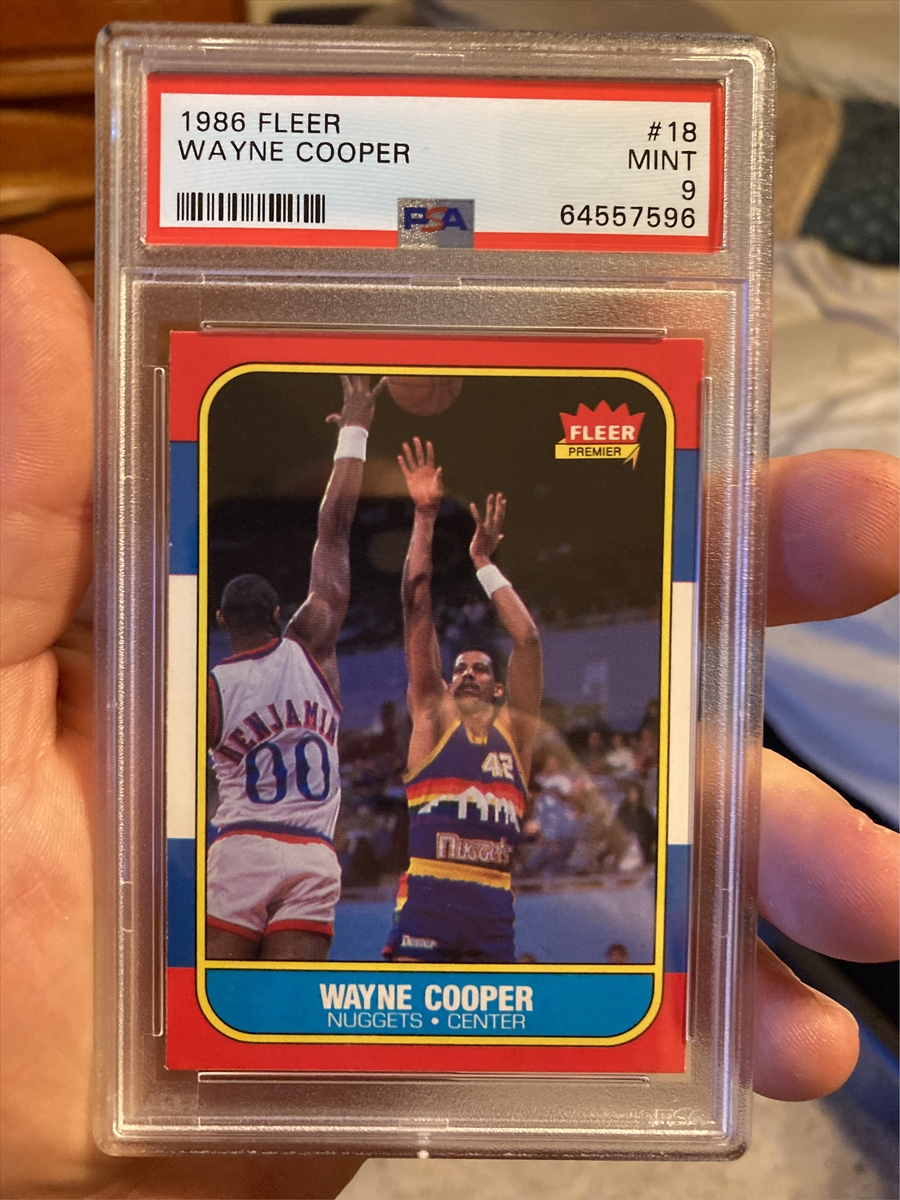 1986 FLEER #18
WAYNE COOPER MINT
9
PSA 64557596
FLEER
PREMIER
BENJAMIN
00
42
Nuggets
WAYNE COOPER
NUGGETS • CENTER